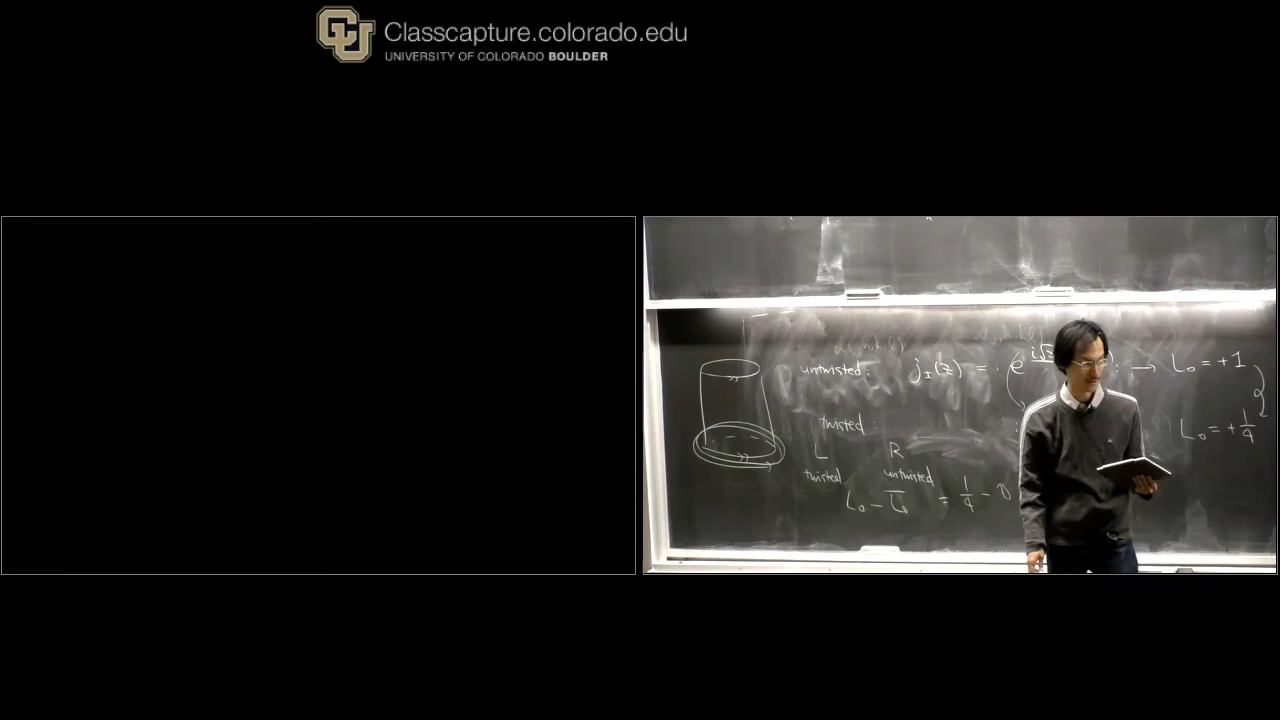 Classcapture.colorado.edu
UNIVERSITY OF COLORADO BOULDER
untwisted: j_I(z) = : e : → L₀ = +1
twisted : : L₀ = +1/4
L R
twisted untwisted
L₀ - L̄₀ = 1/4 - 0